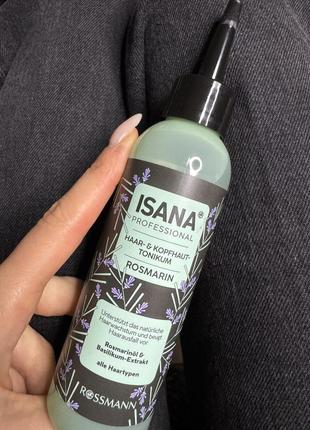 ISANA®
PROFESSIONAL
HAAR- & KOPFHAUT-
TONIKUM
ROSMARIN
Unterstützt das natürliche
Haarwachstum und beugt
Haarausfall vor
Rosmarinöl &
Basilikum-Extrakt
alle Haartypen
ROSSMANN